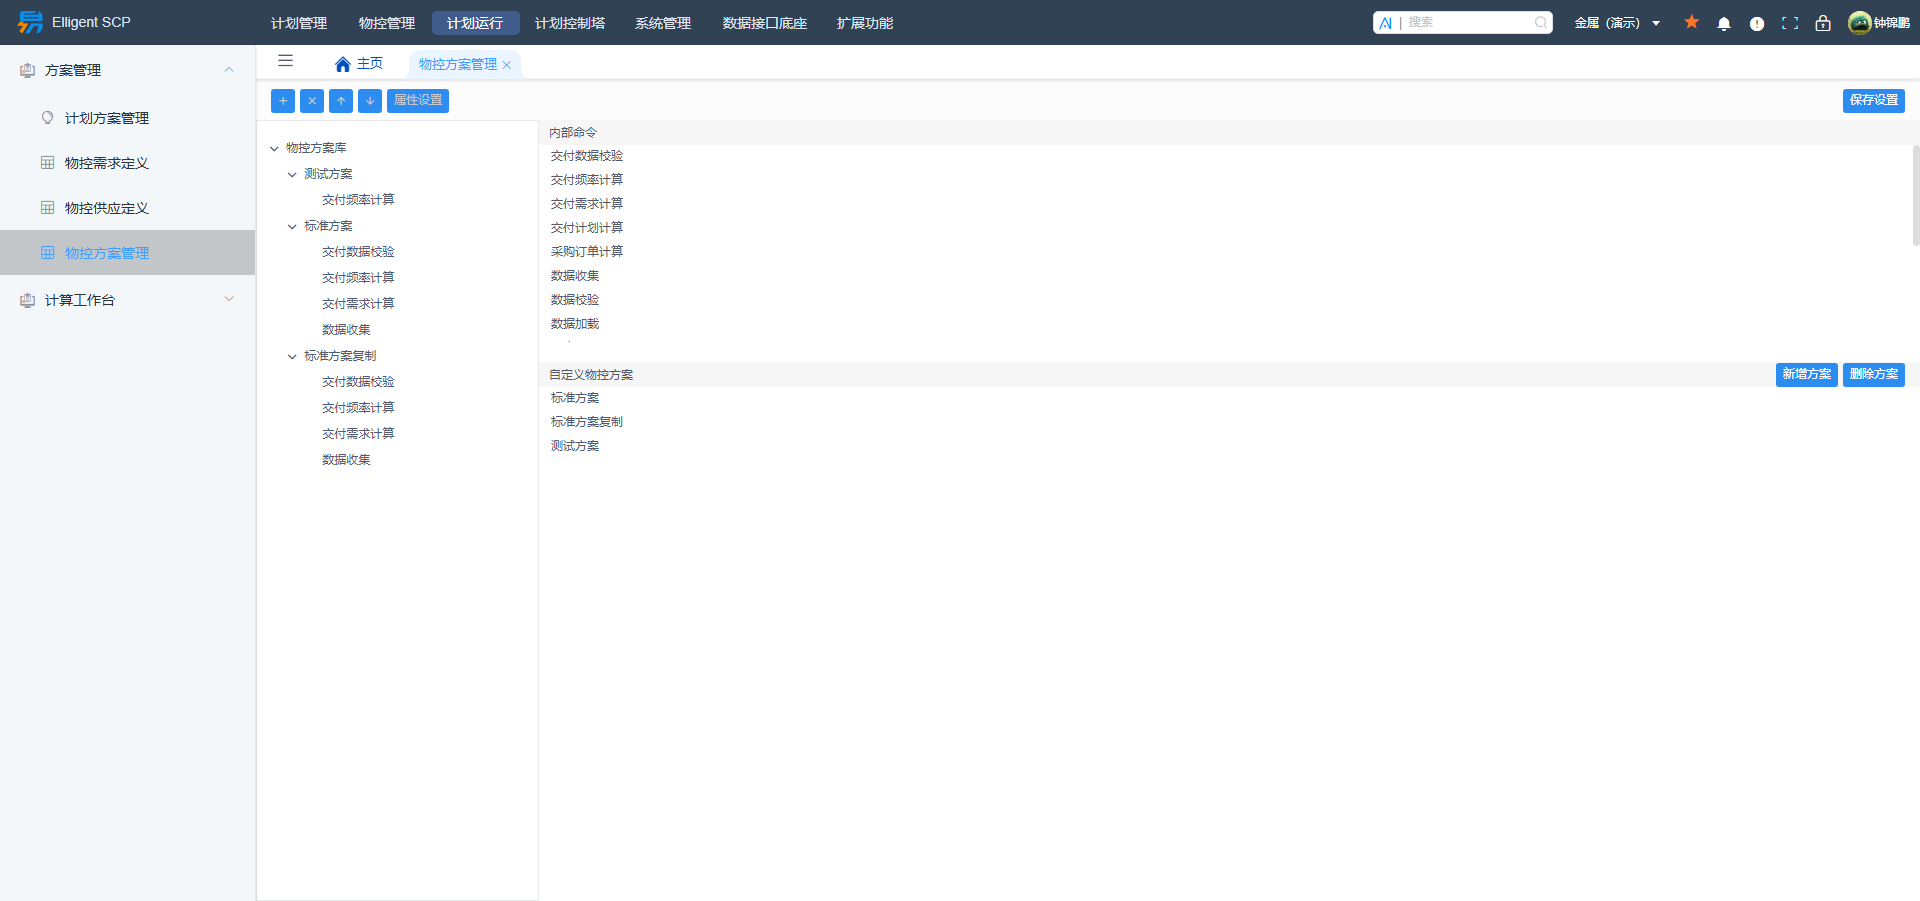 Elligent SCP
计划管理
物控管理
计划运行
计划控制塔
系统管理
数据接口底座
扩展功能
AI | 搜索
金属（演示）
钟锦鹏
方案管理
计划方案管理
物控需求定义
物控供应定义
物控方案管理
计算工作台
主页
物控方案管理
属性设置
保存设置
物控方案库
测试方案
交付频率计算
标准方案
交付数据校验
交付频率计算
交付需求计算
数据收集
标准方案复制
交付数据校验
交付频率计算
交付需求计算
数据收集
内部命令
交付数据校验
交付频率计算
交付需求计算
交付计划计算
采购订单计算
数据收集
数据校验
数据加载
自定义物控方案
新增方案
删除方案
标准方案
标准方案复制
测试方案